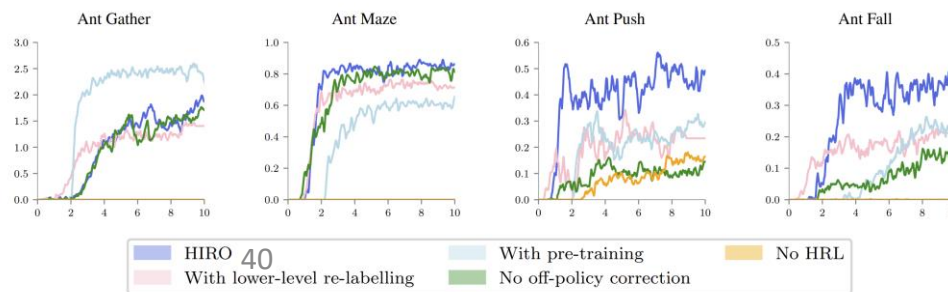 Ant Gather
Ant Maze
Ant Push
Ant Fall
3.0
2.5
2.0
1.5
1.0
0.5
0.0
0 2 4 6 8 10
1.0
0.8
0.6
0.4
0.2
0.0
0 2 4 6 8 10
0.6
0.5
0.4
0.3
0.2
0.1
0.0
0 2 4 6 8 10
0.5
0.4
0.3
0.2
0.1
0.0
0 2 4 6 8
HIRO
40
With pre-training
No HRL
With lower-level re-labelling
No off-policy correction